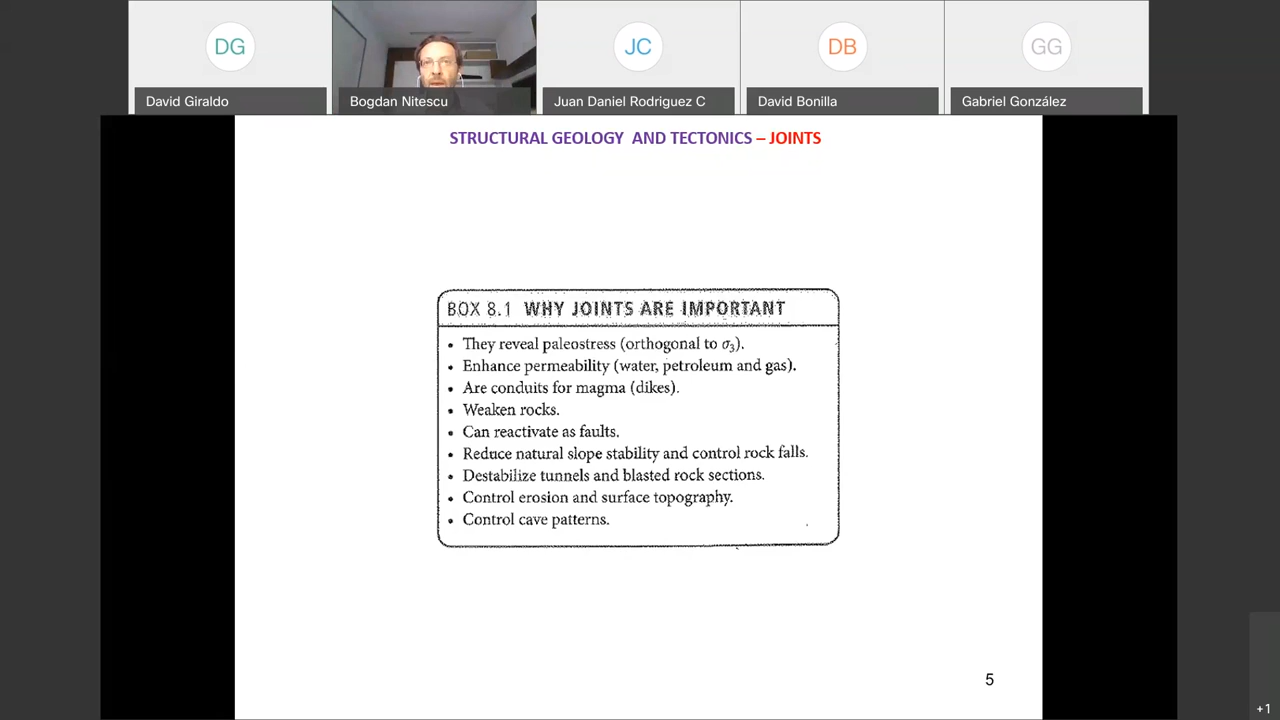 DG
JC
DB
GG
David Giraldo
Bogdan Nitescu
Juan Daniel Rodriguez C
David Bonilla
Gabriel González
STRUCTURAL GEOLOGY AND TECTONICS – JOINTS
BOX 8.1 WHY JOINTS ARE IMPORTANT
• They reveal paleostress (orthogonal to σ₃).
• Enhance permeability (water, petroleum and gas).
• Are conduits for magma (dikes).
• Weaken rocks.
• Can reactivate as faults.
• Reduce natural slope stability and control rock falls.
• Destabilize tunnels and blasted rock sections.
• Control erosion and surface topography.
• Control cave patterns.
5
+1